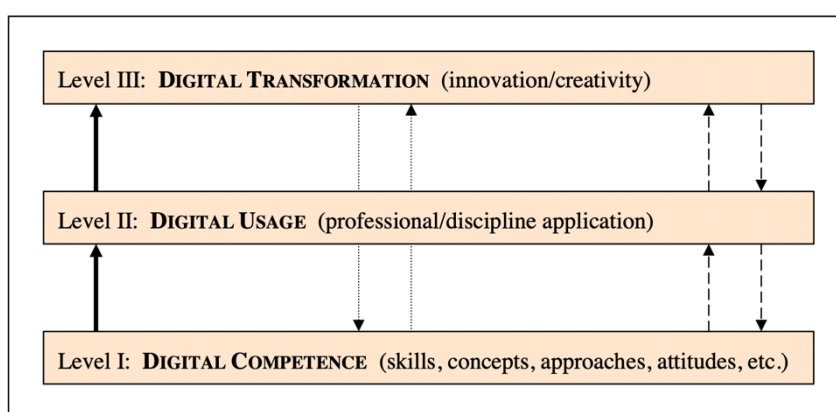 Level III: DIGITAL TRANSFORMATION (innovation/creativity)
Level II: DIGITAL USAGE (professional/discipline application)
Level I: DIGITAL COMPETENCE (skills, concepts, approaches, attitudes, etc.)